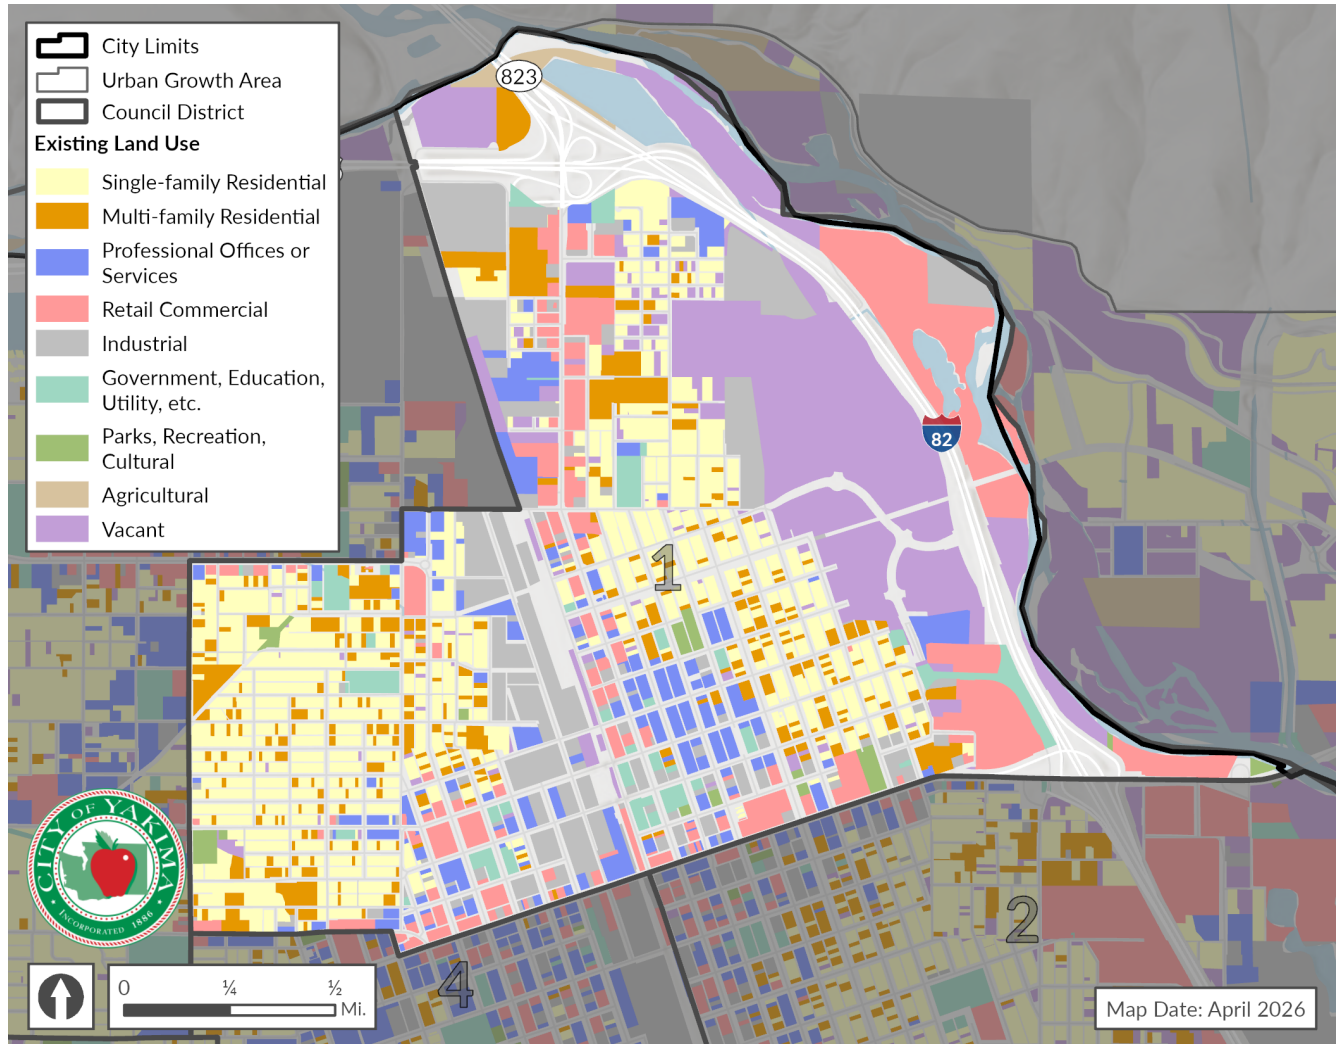 City Limits
Urban Growth Area
Council District
Existing Land Use
Single-family Residential
Multi-family Residential
Professional Offices or
Services
Retail Commercial
Industrial
Government, Education,
Utility, etc.
Parks, Recreation,
Cultural
Agricultural
Vacant
823
82
1
2
4
CITY OF YAKIMA
INCORPORATED 1886
0 ¼ ½
Mi.
Map Date: April 2026